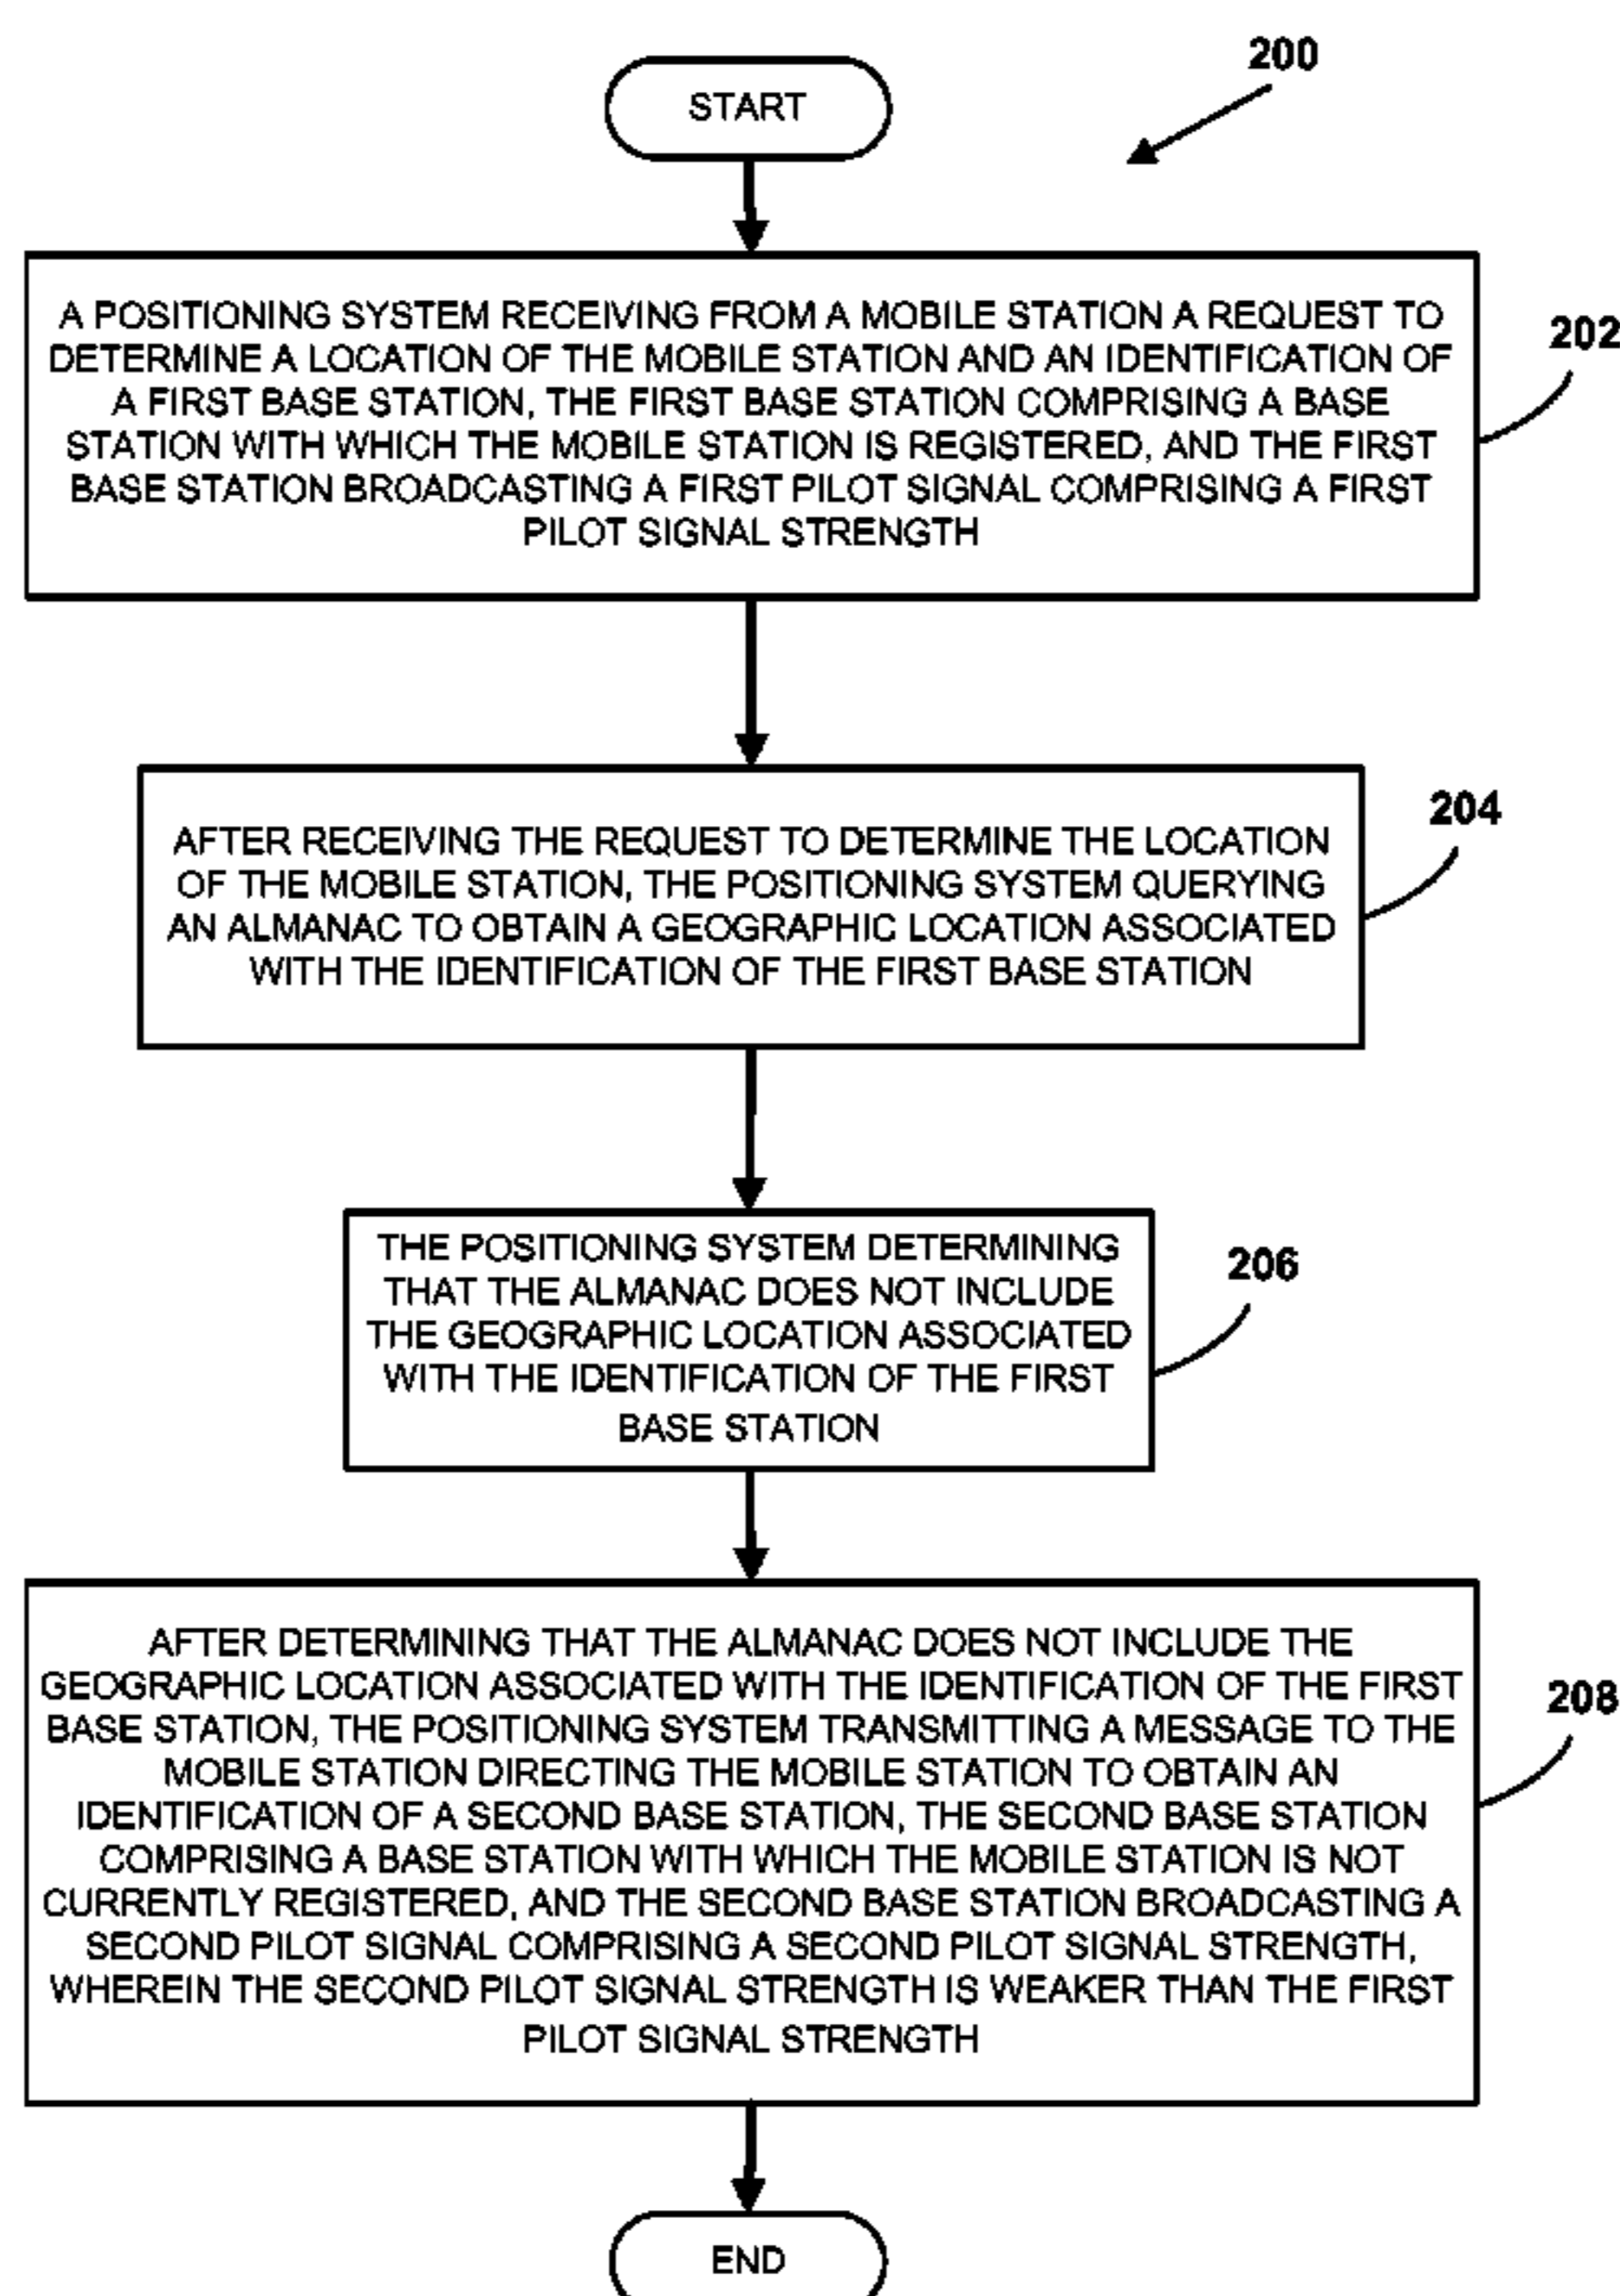 200
START
A POSITIONING SYSTEM RECEIVING FROM A MOBILE STATION A REQUEST TO
DETERMINE A LOCATION OF THE MOBILE STATION AND AN IDENTIFICATION OF
A FIRST BASE STATION, THE FIRST BASE STATION COMPRISING A BASE
STATION WITH WHICH THE MOBILE STATION IS REGISTERED, AND THE FIRST
BASE STATION BROADCASTING A FIRST PILOT SIGNAL COMPRISING A FIRST
PILOT SIGNAL STRENGTH
202
AFTER RECEIVING THE REQUEST TO DETERMINE THE LOCATION
OF THE MOBILE STATION, THE POSITIONING SYSTEM QUERYING
AN ALMANAC TO OBTAIN A GEOGRAPHIC LOCATION ASSOCIATED
WITH THE IDENTIFICATION OF THE FIRST BASE STATION
204
THE POSITIONING SYSTEM DETERMINING
THAT THE ALMANAC DOES NOT INCLUDE
THE GEOGRAPHIC LOCATION ASSOCIATED
WITH THE IDENTIFICATION OF THE FIRST
BASE STATION
206
AFTER DETERMINING THAT THE ALMANAC DOES NOT INCLUDE THE
GEOGRAPHIC LOCATION ASSOCIATED WITH THE IDENTIFICATION OF THE FIRST
BASE STATION, THE POSITIONING SYSTEM TRANSMITTING A MESSAGE TO THE
MOBILE STATION DIRECTING THE MOBILE STATION TO OBTAIN AN
IDENTIFICATION OF A SECOND BASE STATION, THE SECOND BASE STATION
COMPRISING A BASE STATION WITH WHICH THE MOBILE STATION IS NOT
CURRENTLY REGISTERED, AND THE SECOND BASE STATION BROADCASTING A
SECOND PILOT SIGNAL COMPRISING A SECOND PILOT SIGNAL STRENGTH,
WHEREIN THE SECOND PILOT SIGNAL STRENGTH IS WEAKER THAN THE FIRST
PILOT SIGNAL STRENGTH
208
END